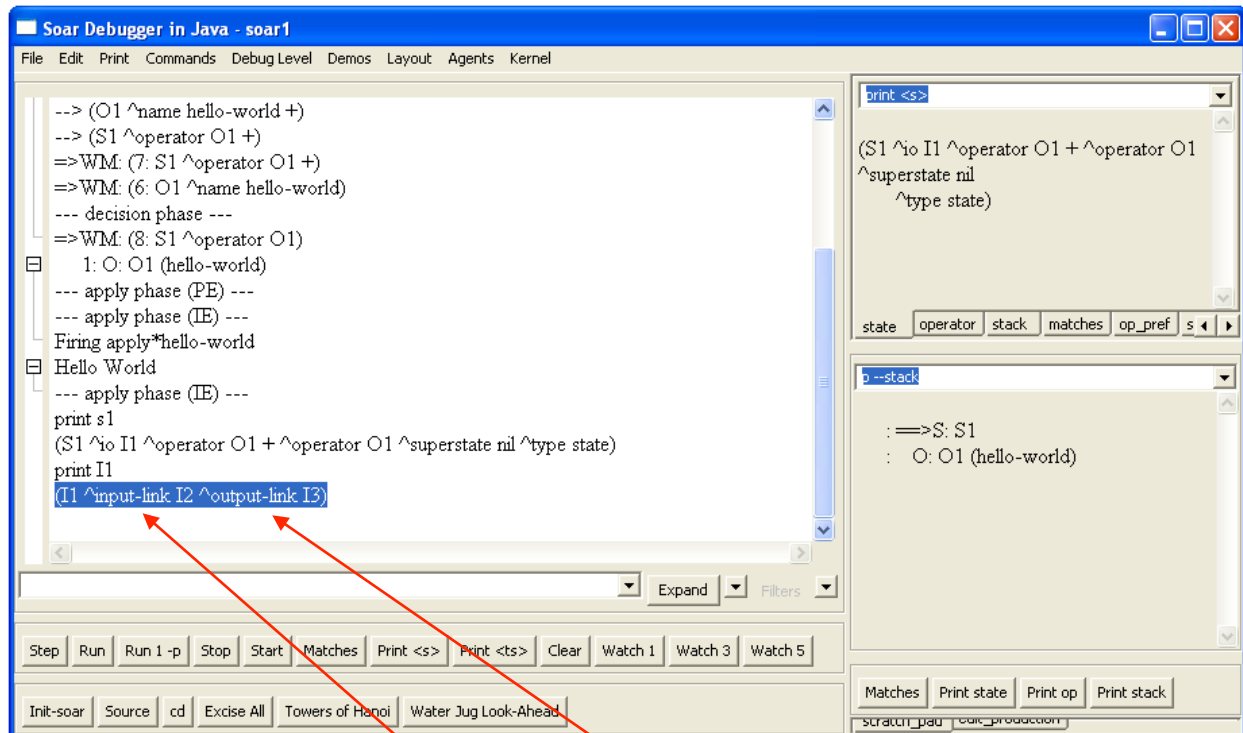 Soar Debugger in Java - soar1
File Edit Print Commands Debug Level Demos Layout Agents Kernel
--> (O1 ^name hello-world +)
--> (S1 ^operator O1 +)
=>WM: (7: S1 ^operator O1 +)
=>WM: (6: O1 ^name hello-world)
--- decision phase ---
=>WM: (8: S1 ^operator O1)
1: O: O1 (hello-world)
--- apply phase (PE) ---
--- apply phase (IE) ---
Firing apply*hello-world
Hello World
--- apply phase (IE) ---
print s1
(S1 ^io I1 ^operator O1 + ^operator O1 ^superstate nil ^type state)
print I1
(I1 ^input-link I2 ^output-link I3)
Expand Filters
Step Run Run 1 -p Stop Start Matches Print <s> Print <ts> Clear Watch 1 Watch 3 Watch 5
Init-soar Source cd Excise All Towers of Hanoi Water Jug Look-Ahead
print <s>
(S1 ^io I1 ^operator O1 + ^operator O1
^superstate nil
^type state)
state operator stack matches op_pref s
p --stack
: ==>S: S1
: O: O1 (hello-world)
Matches Print state Print op Print stack
scratch_pad edit_production